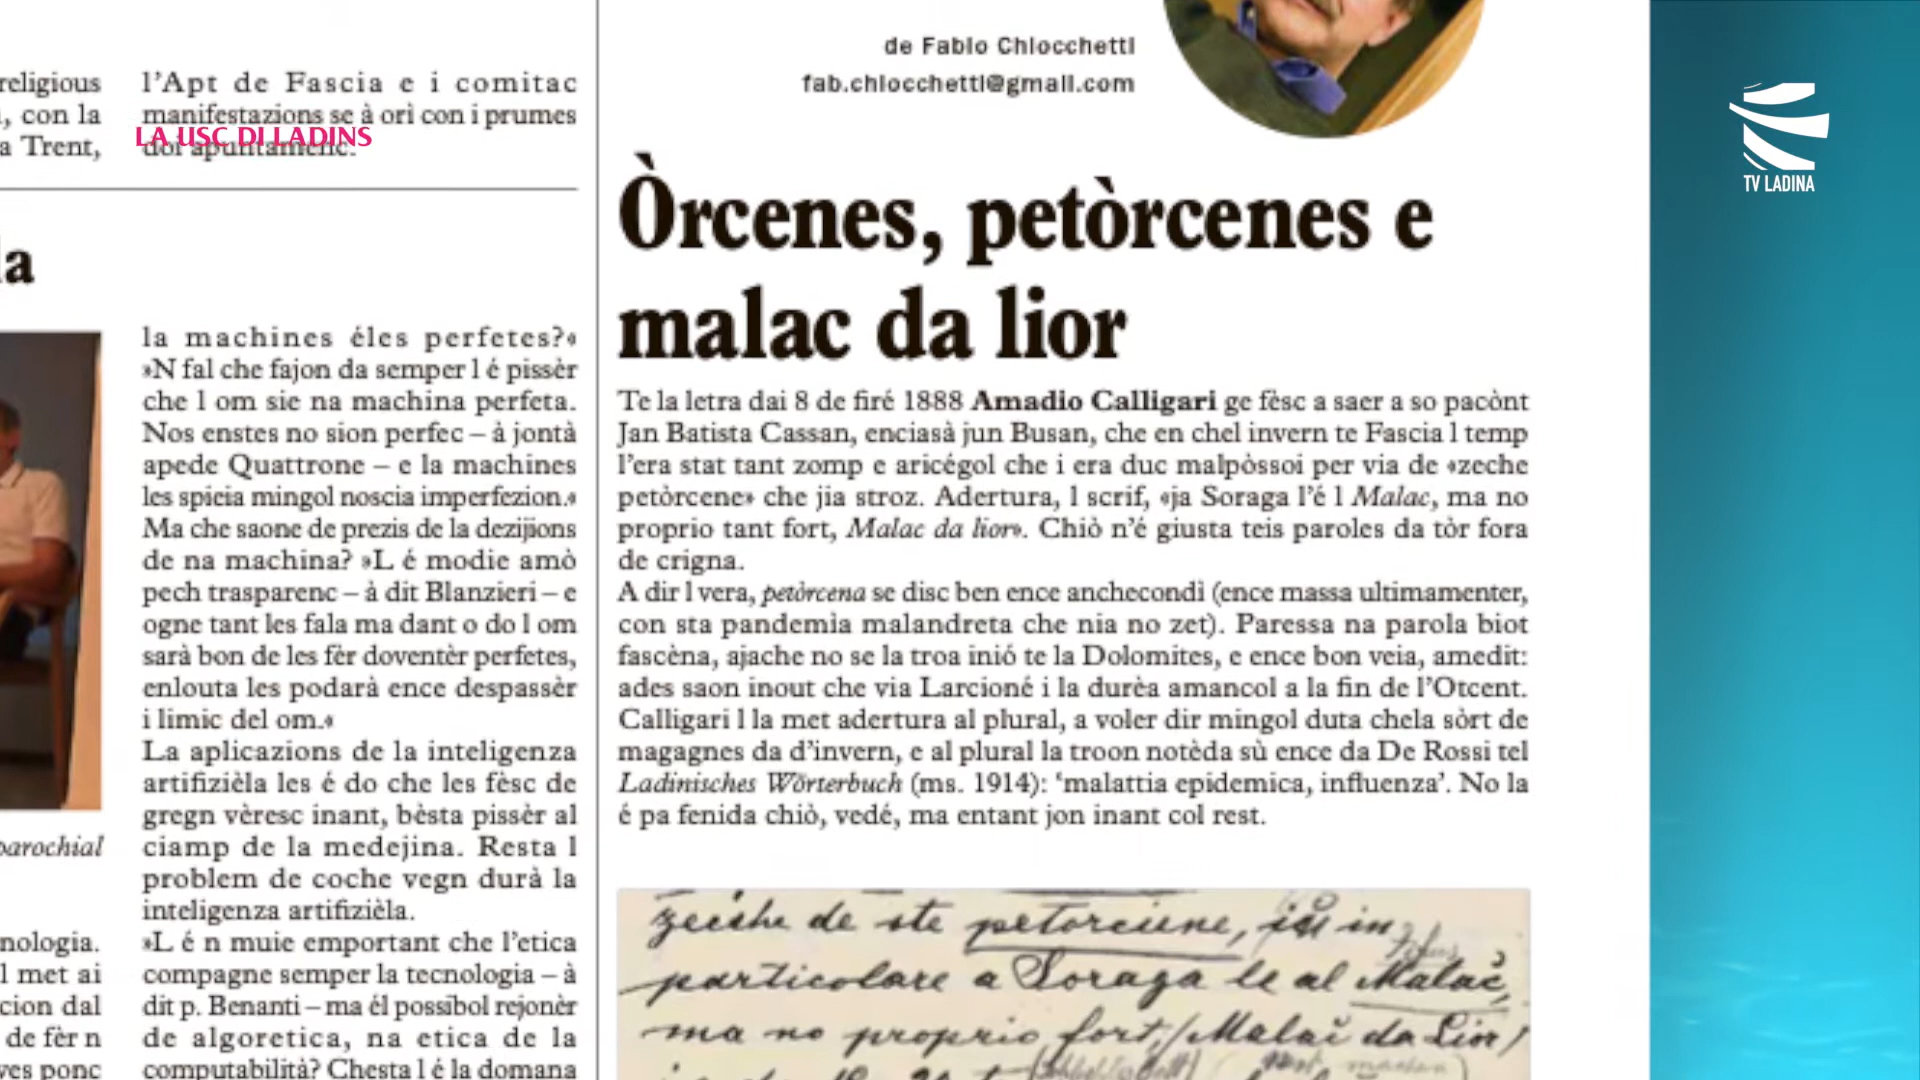 religious
, con la
a Trent,
la
parochial
nologia.
l met ai
cion dal
de fèr n
ves ponc
l'Apt de Fascia e i comitac
manifestazions se à orì con i prumes
doi apuntamenc.
LA USC DI LADINS
la machines éles perfetes?«
»N fal che fajon da semper l é pissèr
che l om sie na machina perfeta.
Nos enstes no sion perfec – à jontà
apede Quattrone – e la machines
les spieia mingol noscia imperfezion.«
Ma che saone de prezis de la dezijions
de na machina? »L é modie amò
pech trasparenc – à dit Blanzieri – e
ogne tant les fala ma dant o do l om
sarà bon de les fèr doventèr perfetes,
enlouta les podarà ence despassèr
i limic del om.«
La aplicazions de la inteligenza
artifizièla les é do che les fèsc de
gregn vèresc inant, bèsta pissèr al
ciamp de la medejina. Resta l
problem de coche vegn durà la
inteligenza artifizièla.
»L é n muie emportant che l'etica
compagne semper la tecnologia – à
dit p. Benanti – ma él possibol rejonèr
de algoretica, na etica de la
computabilità? Chesta l é la domana
de Fabio Chiocchetti
fab.chiocchetti@gmail.com
Òrcenes, petòrcenes e
malac da lior
Te la letra dai 8 de firé 1888 Amadio Calligari ge fèsc a saer a so pacònt
Jan Batista Cassan, enciasà jun Busan, che en chel invern te Fascia l temp
l'era stat tant zomp e aricégol che i era duc malpòssoi per via de «zeche
petòrcene» che jia stroz. Adertura, l scrif, «ja Soraga l'é l Malac, ma no
proprio tant fort, Malac da lior». Chiò n'é giusta teis paroles da tòr fora
de crigna.
A dir l vera, petòrcena se disc ben ence anchecondì (ence massa ultimamenter,
con sta pandemìa malandreta che nia no zet). Paressa na parola biot
fascèna, ajache no se la troa inió te la Dolomites, e ence bon veia, amedit:
ades saon inout che via Larcioné i la durèa amancol a la fin de l'Otcent.
Calligari l la met adertura al plural, a voler dir mingol duta chela sòrt de
magagnes da d'invern, e al plural la troon notèda sù ence da De Rossi tel
Ladinisches Wörterbuch (ms. 1914): 'malattia epidemica, influenza'. No la
é pa fenida chiò, vedé, ma entant jon inant col rest.
zecche de ste petorciene, in
particolare a Soraga le al Malač,
ma no proprio fort, (Malač da Lior)
TV LADINA